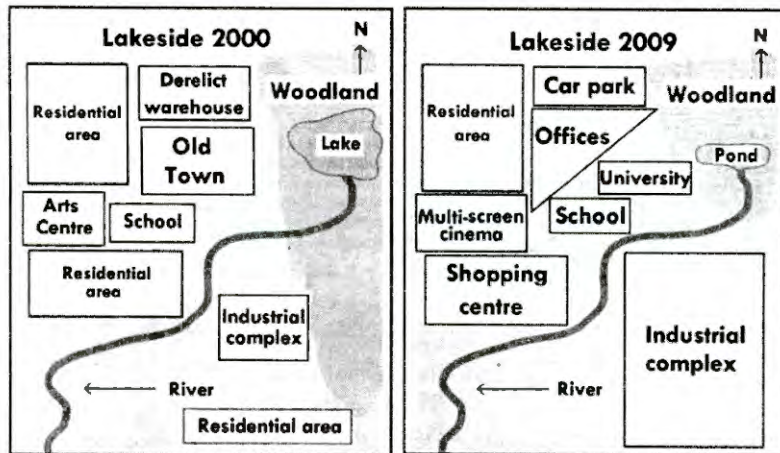 Lakeside 2000
N
Derelict
warehouse
Woodland
Residential
area
Old
Town
Lake
Arts
Centre
School
Residential
area
Industrial
complex
River
Residential area
Lakeside 2009
N
Car park
Woodland
Residential
area
Offices
Pond
University
Multi-screen
cinema
School
Shopping
centre
Industrial
complex
River